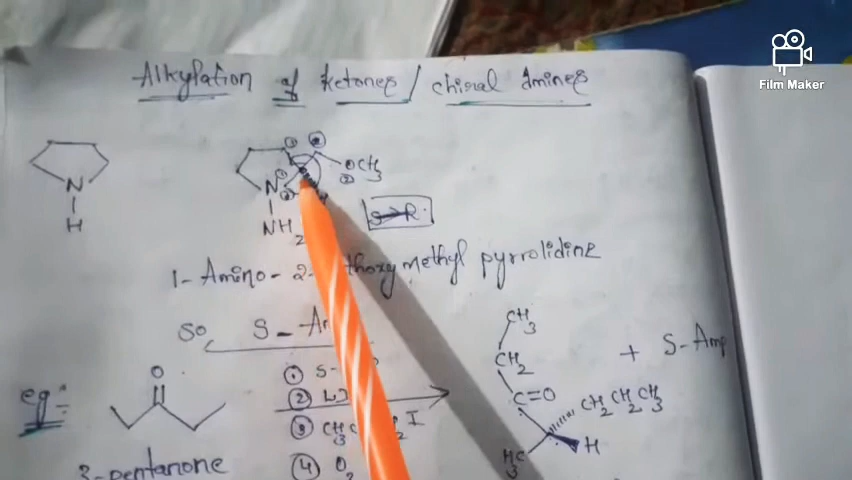 Film Maker
Alkylation of ketones / chiral Amines
N
H
N
NH2
OCH3
S → R
1- Amino - 2- thoxy methyl pyrrolidine
So S - A
eg:-
O
① S-
②
③ CH3 I
④ O2
3-pentanone
CH3
CH2
C=O
CH2CH2CH3
H
H3C
+ S-Amp